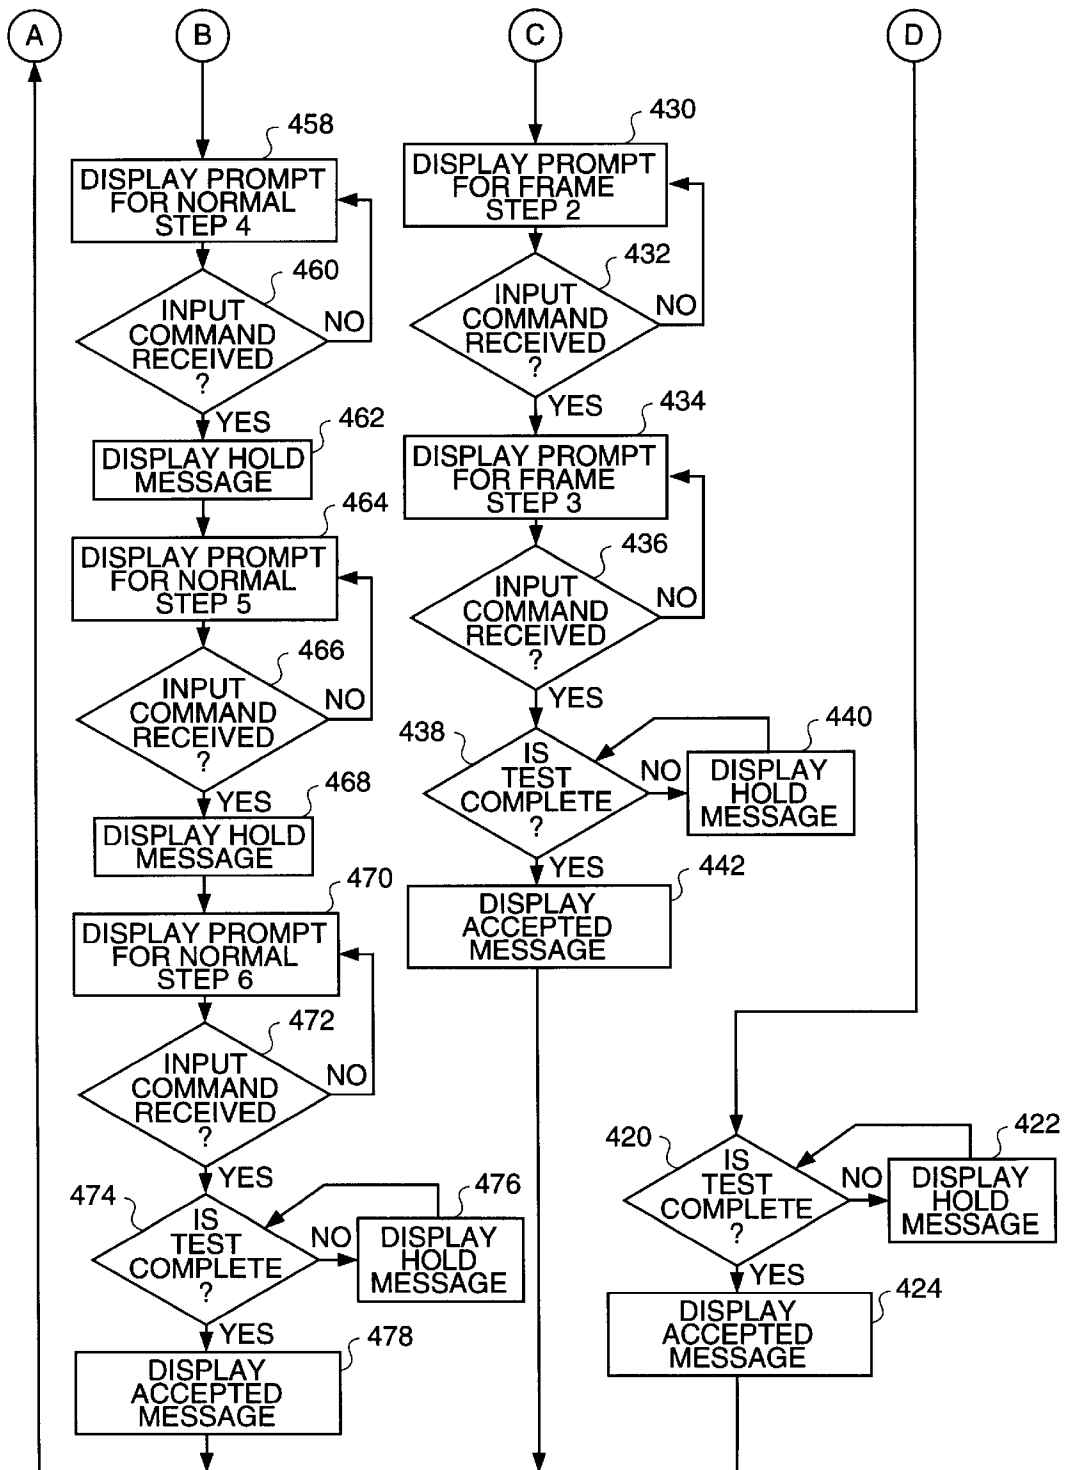 A
B
C
D
458
DISPLAY PROMPT
FOR NORMAL
STEP 4
460
INPUT
COMMAND
RECEIVED
?
NO
YES
462
DISPLAY HOLD
MESSAGE
464
DISPLAY PROMPT
FOR NORMAL
STEP 5
466
INPUT
COMMAND
RECEIVED
?
NO
YES
468
DISPLAY HOLD
MESSAGE
470
DISPLAY PROMPT
FOR NORMAL
STEP 6
472
INPUT
COMMAND
RECEIVED
?
NO
YES
474
IS
TEST
COMPLETE
?
NO
476
DISPLAY
HOLD
MESSAGE
YES
478
DISPLAY
ACCEPTED
MESSAGE
430
DISPLAY PROMPT
FOR FRAME
STEP 2
432
INPUT
COMMAND
RECEIVED
?
NO
YES
434
DISPLAY PROMPT
FOR FRAME
STEP 3
436
INPUT
COMMAND
RECEIVED
?
NO
YES
438
IS
TEST
COMPLETE
?
NO
440
DISPLAY
HOLD
MESSAGE
YES
442
DISPLAY
ACCEPTED
MESSAGE
420
IS
TEST
COMPLETE
?
NO
422
DISPLAY
HOLD
MESSAGE
YES
424
DISPLAY
ACCEPTED
MESSAGE